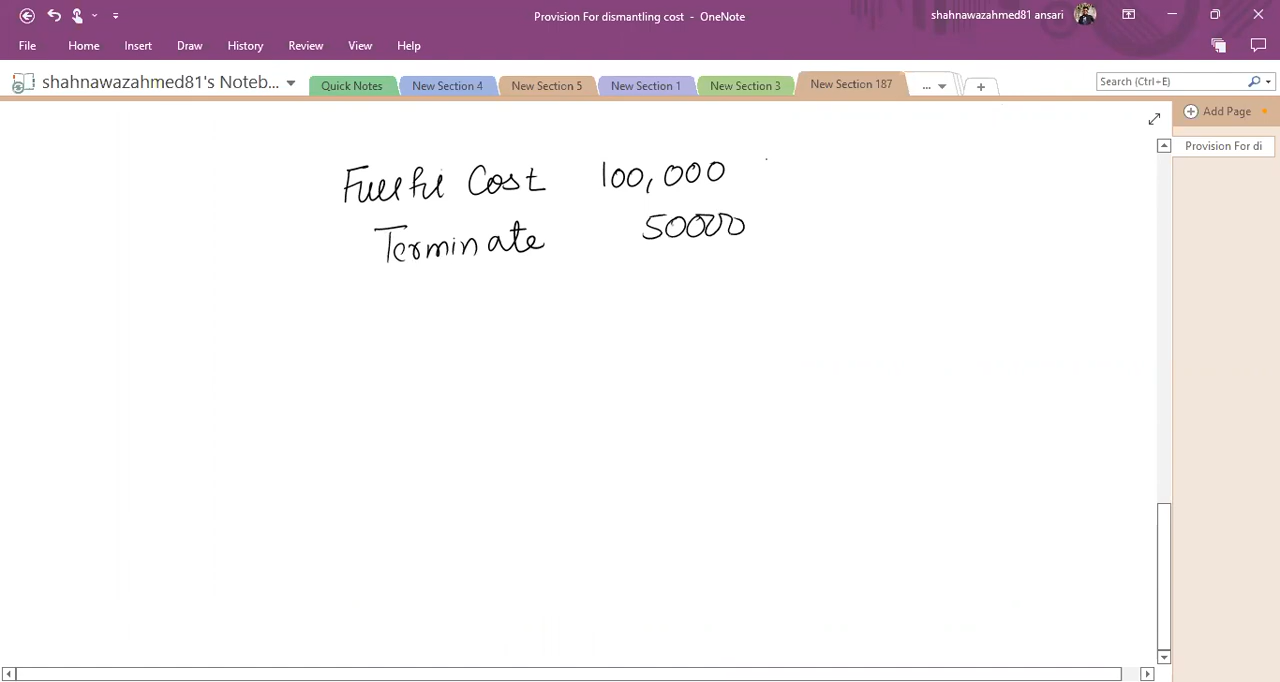 Provision For dismantling cost - OneNote
shahnawazahmed81 ansari
File Home Insert Draw History Review View Help
shahnawazahmed81's Noteb... Quick Notes New Section 4 New Section 5 New Section 1 New Section 3 New Section 187 ... + Search (Ctrl+E)
Add Page
Provision For di
Cost 100,000
Terminate 50000